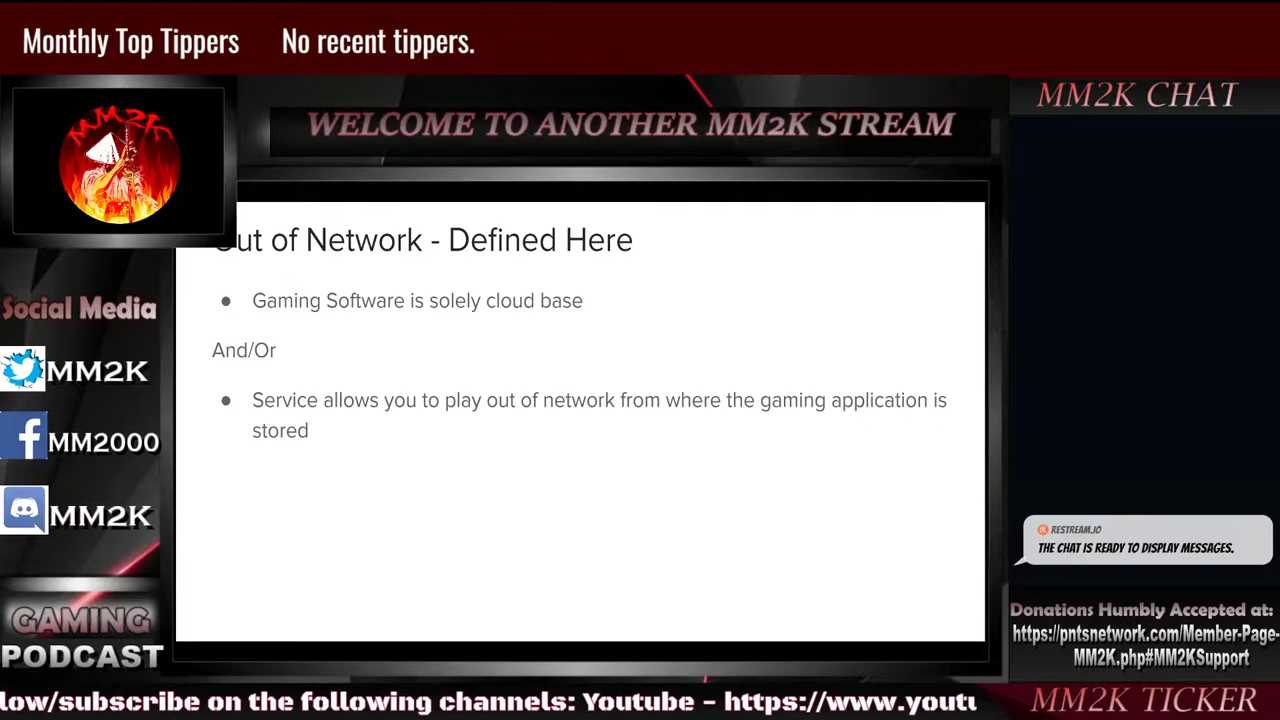 Monthly Top Tippers No recent tippers.
MM2K
WELCOME TO ANOTHER MM2K STREAM
MM2K CHAT
Out of Network - Defined Here
● Gaming Software is solely cloud base
And/Or
● Service allows you to play out of network from where the gaming application is
stored
Social Media
MM2K
MM2000
MM2K
GAMING
PODCAST
RESTREAM.IO
THE CHAT IS READY TO DISPLAY MESSAGES.
Donations Humbly Accepted at:
https://pntsnetwork.com/Member-Page-
MM2K.php#MM2KSupport
low/subscribe on the following channels: Youtube - https://www.youtu
MM2K TICKER